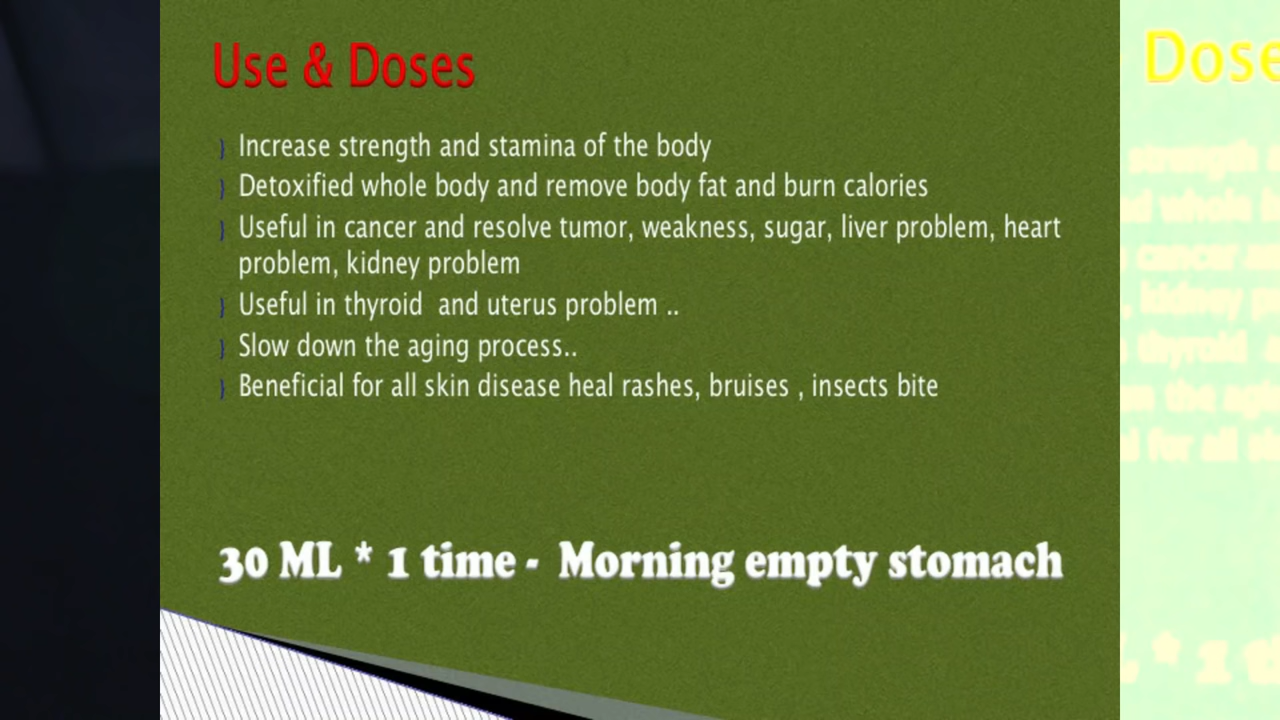 Use & Doses
Increase strength and stamina of the body
Detoxified whole body and remove body fat and burn calories
Useful in cancer and resolve tumor, weakness, sugar, liver problem, heart
problem, kidney problem
Useful in thyroid  and uterus problem ..
Slow down the aging process..
Beneficial for all skin disease heal rashes, bruises , insects bite
30 ML * 1 time -  Morning empty stomach